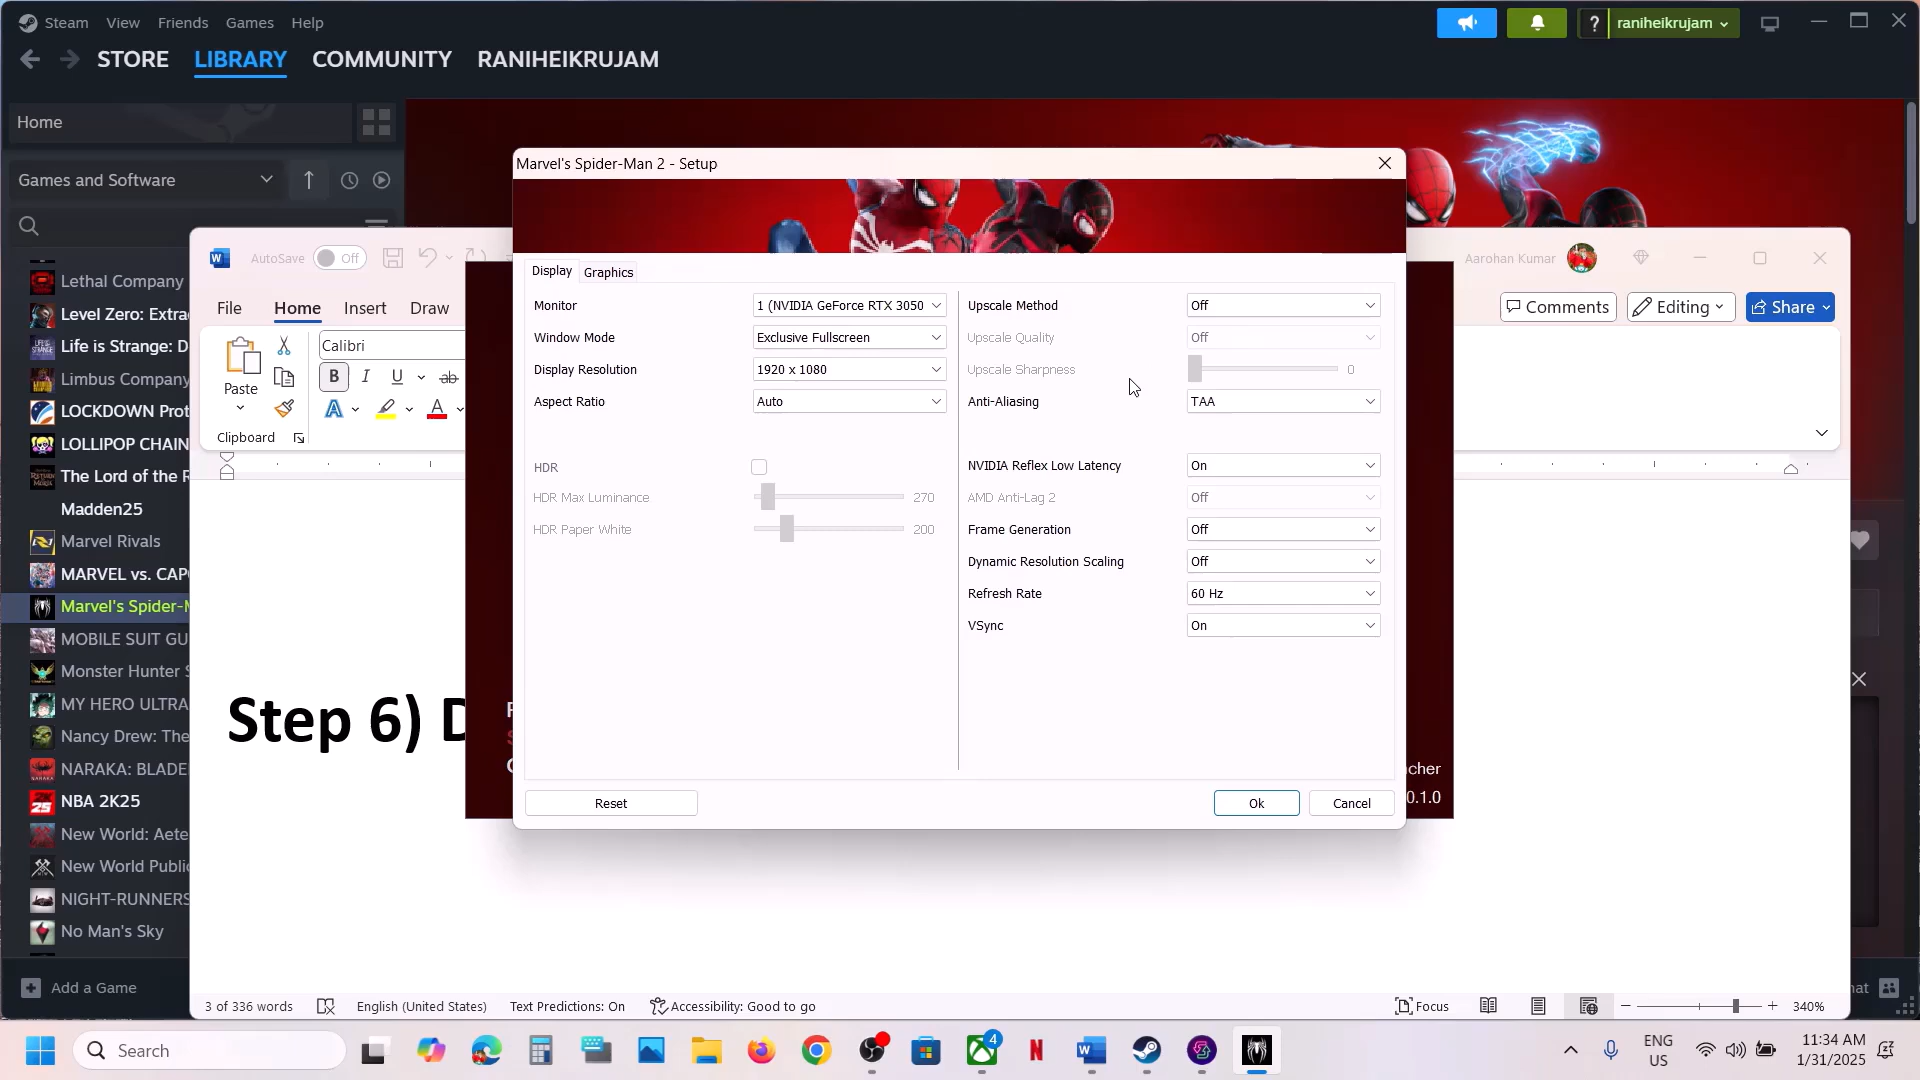 Steam View Friends Games Help
? raniheikrujam
STORE LIBRARY COMMUNITY RANIHEIKRUJAM
Home
Games and Software
Lethal Company
Level Zero: Extra
Life is Strange: D
Limbus Company
LOCKDOWN Prot
LOLLIPOP CHAIN
The Lord of the R
Madden25
Marvel Rivals
MARVEL vs. CAP
Marvel's Spider-M
MOBILE SUIT GU
Monster Hunter S
MY HERO ULTRA
Nancy Drew: The
NARAKA: BLADE
NBA 2K25
New World: Aete
New World Public
NIGHT-RUNNERS
No Man's Sky
Add a Game
AutoSave Off
Aarohan Kumar
File Home Insert Draw
Comments Editing Share
Paste
Calibri
B I U ab
Clipboard
Step 6) D
Marvel's Spider-Man 2 - Setup
Display Graphics
Monitor 1 (NVIDIA GeForce RTX 3050
Window Mode Exclusive Fullscreen
Display Resolution 1920 x 1080
Aspect Ratio Auto
HDR
HDR Max Luminance 270
HDR Paper White 200
Upscale Method Off
Upscale Quality Off
Upscale Sharpness 0
Anti-Aliasing TAA
NVIDIA Reflex Low Latency On
AMD Anti-Lag 2 Off
Frame Generation Off
Dynamic Resolution Scaling Off
Refresh Rate 60 Hz
VSync On
Reset Ok Cancel
ncher
0.1.0
hat
3 of 336 words English (United States) Text Predictions: On Accessibility: Good to go Focus 340%
Search
4
ENG
US
11:34 AM
1/31/2025